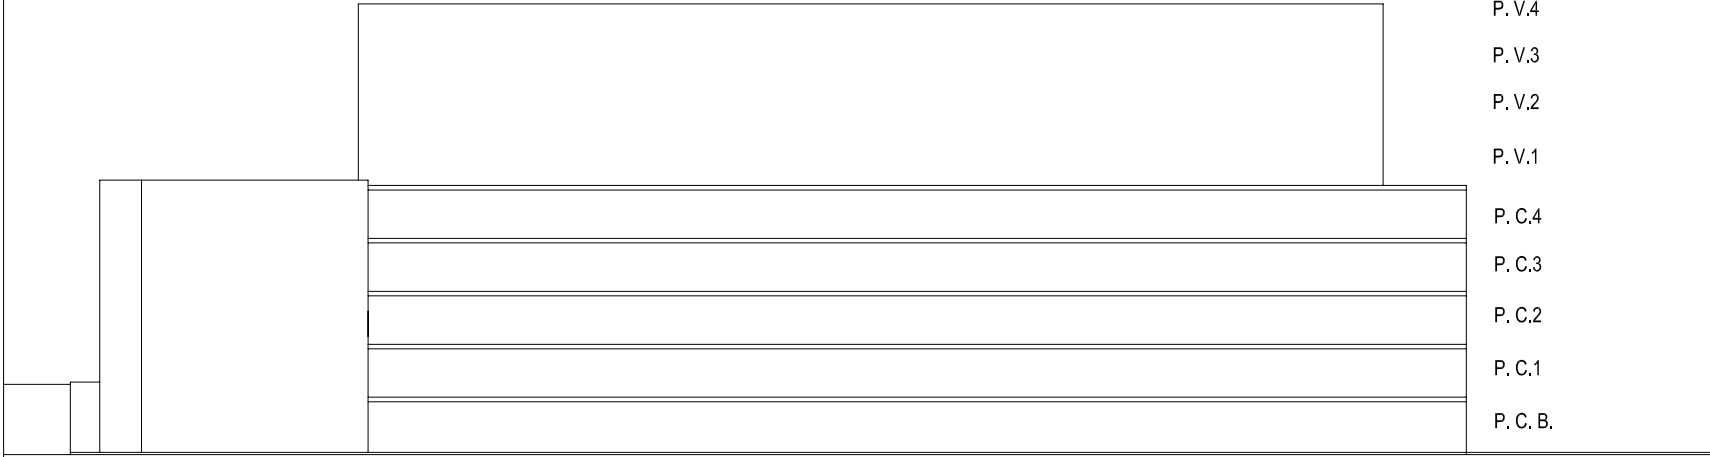 P. V.4
P. V.3
P. V.2
P. V.1
P. C.4
P. C.3
P. C.2
P. C.1
P. C. B.